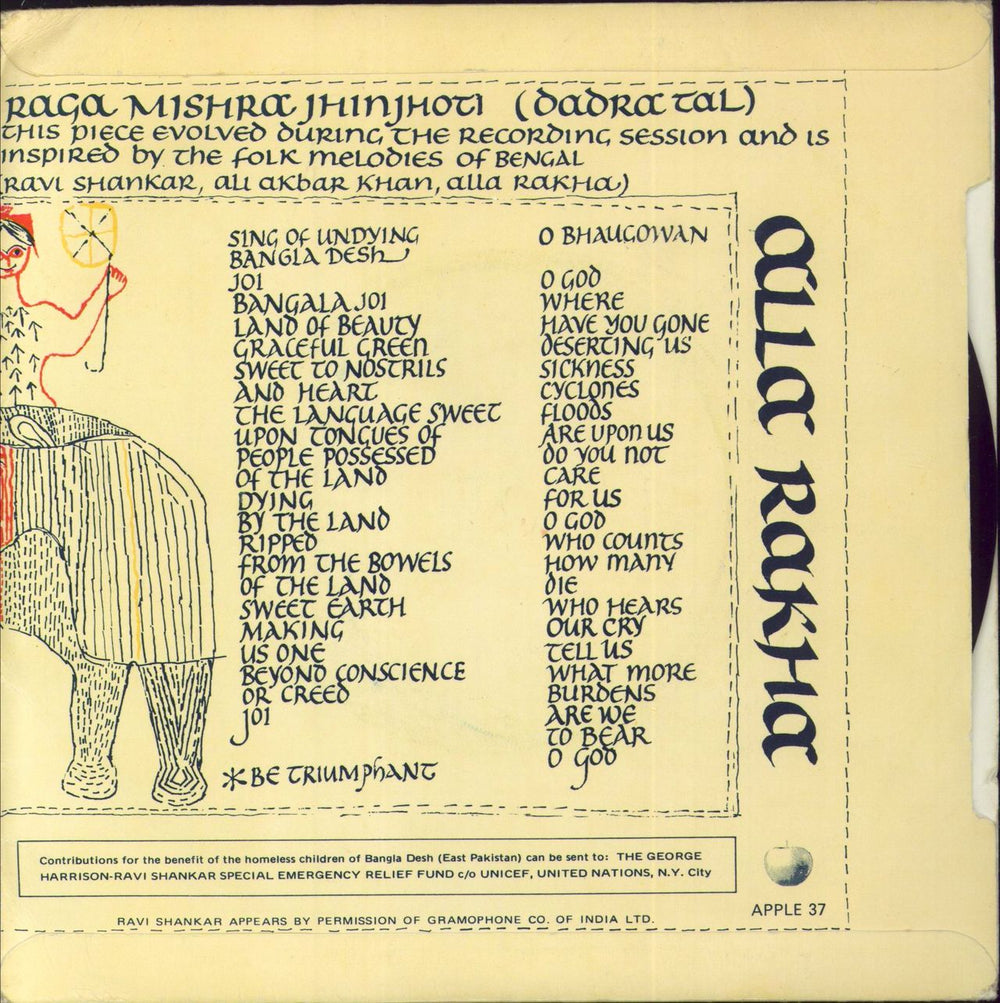 RAGA MISHRA JHINJHOTI (DADRA TAL)
THIS PIECE EVOLVED DURING THE RECORDING SESSION AND IS
INSPIRED BY THE FOLK MELODIES OF BENGAL
(RAVI SHANKAR, ALI AKBAR KHAN, ALLA RAKHA)
SING OF UNDYING
BANGLA DESH
JOI
BANGALA JOI
LAND OF BEAUTY
GRACEFUL GREEN
SWEET TO NOSTRILS
AND HEART
THE LANGUAGE SWEET
UPON TONGUES OF
PEOPLE POSSESSED
OF THE LAND
DYING
BY THE LAND
RIPPED
FROM THE BOWELS
OF THE LAND
SWEET EARTH
MAKING
US ONE
BEYOND CONSCIENCE
OR CREED
JOI
*BE TRIUMPHANT
O BHAUGOWAN
O GOD
WHERE
HAVE YOU GONE
DESERTING US
SICKNESS
CYCLONES
FLOODS
ARE UPON US
DO YOU NOT
CARE
FOR US
O GOD
WHO COUNTS
HOW MANY
DIE
WHO HEARS
OUR CRY
TELL US
WHAT MORE
BURDENS
ARE WE
TO BEAR
O GOD
ALLA RAKHA
Contributions for the benefit of the homeless children of Bangla Desh (East Pakistan) can be sent to: THE GEORGE
HARRISON-RAVI SHANKAR SPECIAL EMERGENCY RELIEF FUND c/o UNICEF, UNITED NATIONS, N.Y. City
APPLE 37
RAVI SHANKAR APPEARS BY PERMISSION OF GRAMOPHONE CO. OF INDIA LTD.